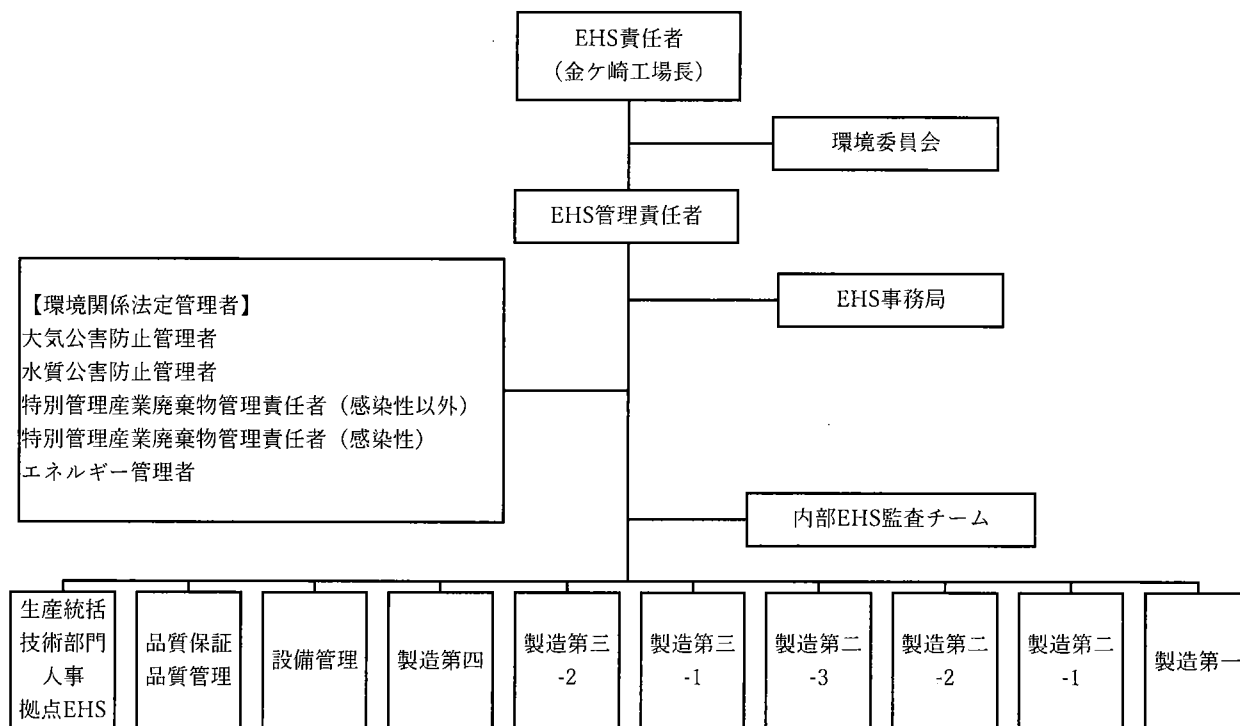 EHS責任者
(金ケ崎工場長)
環境委員会
EHS管理責任者
【環境関係法定管理者】
大気公害防止管理者
水質公害防止管理者
特別管理産業廃棄物管理責任者（感染性以外）
特別管理産業廃棄物管理責任者（感染性）
エネルギー管理者
EHS事務局
内部EHS監査チーム
生産統括
技術部門
人事
拠点EHS
品質保証
品質管理
設備管理
製造第四
製造第三
-2
製造第三
-1
製造第二
-3
製造第二
-2
製造第二
-1
製造第一